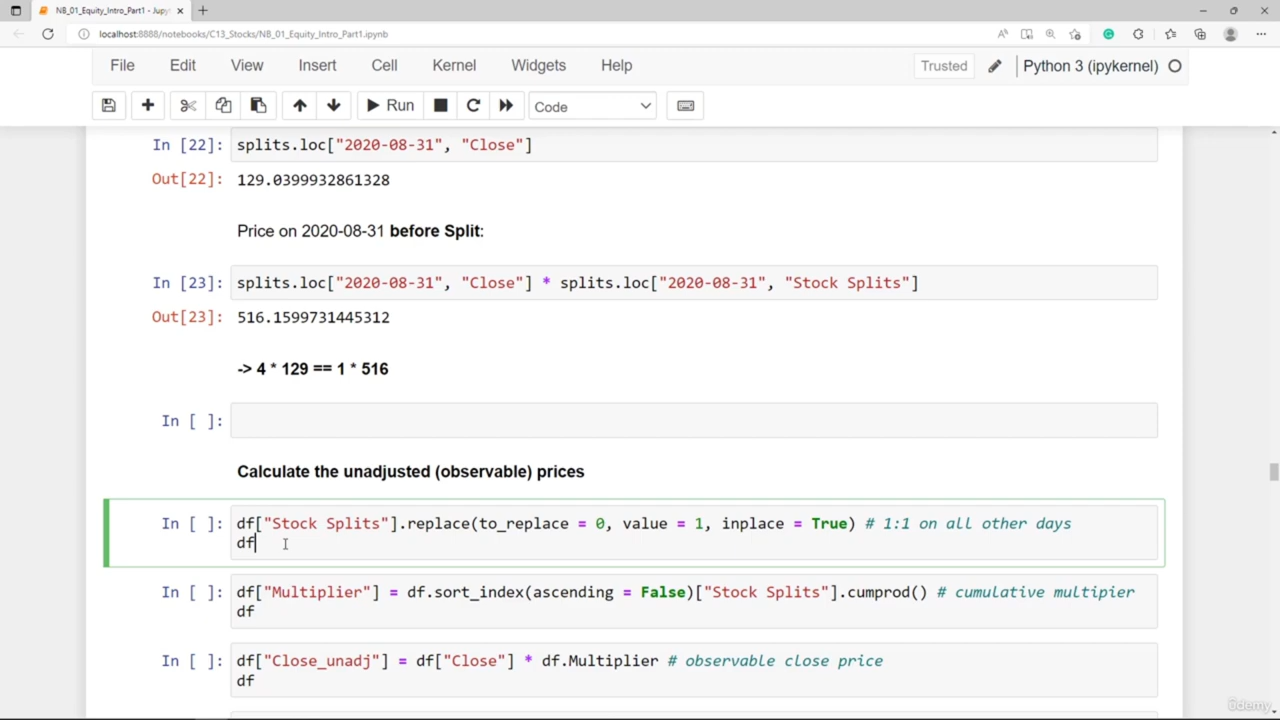 NB_01_Equity_Intro_Part1 - Jupyt
localhost:8888/notebooks/C13_Stocks/NB_01_Equity_Intro_Part1.ipynb
File Edit View Insert Cell Kernel Widgets Help Trusted Python 3 (ipykernel)
Run Code
In [22]: splits.loc["2020-08-31", "Close"]
Out[22]: 129.0399932861328
Price on 2020-08-31 before Split:
In [23]: splits.loc["2020-08-31", "Close"] * splits.loc["2020-08-31", "Stock Splits"]
Out[23]: 516.1599731445312
-> 4 * 129 == 1 * 516
In [ ]:
Calculate the unadjusted (observable) prices
In [ ]: df["Stock Splits"].replace(to_replace = 0, value = 1, inplace = True) # 1:1 on all other days
df
In [ ]: df["Multiplier"] = df.sort_index(ascending = False)["Stock Splits"].cumprod() # cumulative multipier
df
In [ ]: df["Close_unadj"] = df["Close"] * df.Multiplier # observable close price
df
ûdemy